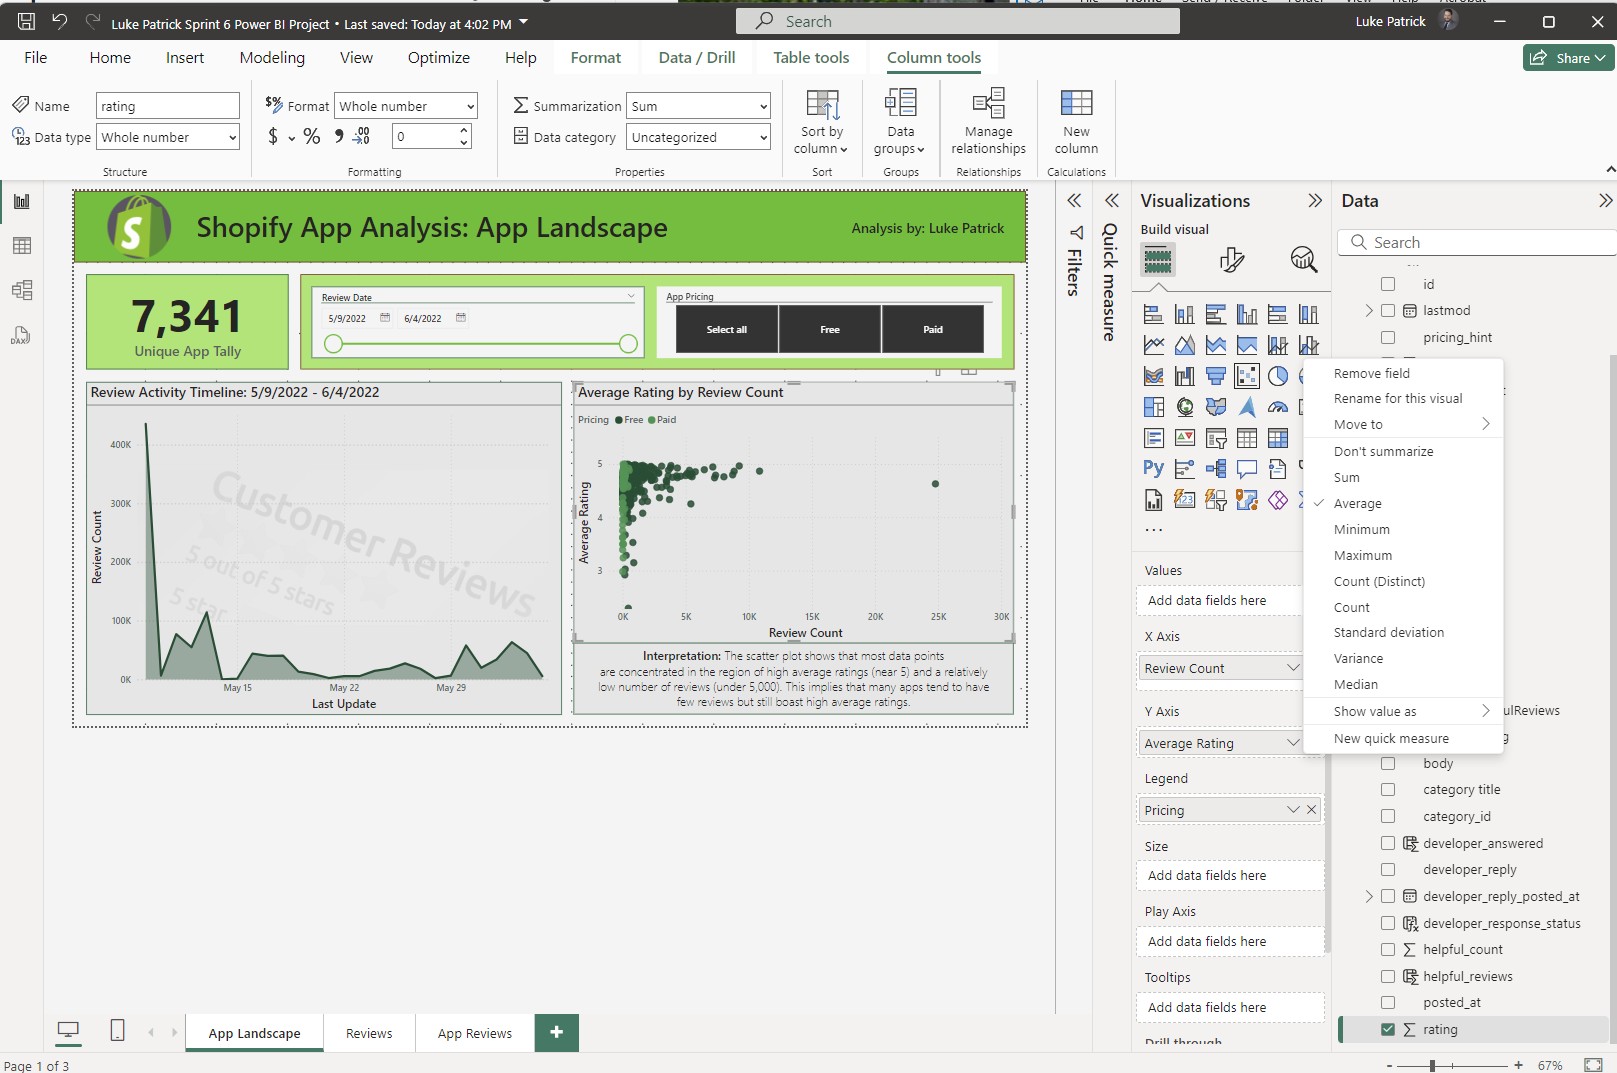 Luke Patrick Sprint 6 Power BI Project • Last saved: Today at 4:02 PM
Search
Luke Patrick
File
Home
Insert
Modeling
View
Optimize
Help
Format
Data / Drill
Table tools
Column tools
Share
Name
rating
Data type
Whole number
Structure
Format
Whole number
$
%
0
Formatting
Summarization
Sum
Data category
Uncategorized
Properties
Sort by
column
Sort
Data
groups
Groups
Manage
relationships
Relationships
New
column
Calculations
Shopify App Analysis: App Landscape
Analysis by: Luke Patrick
7,341
Unique App Tally
Review Date
5/9/2022
6/4/2022
App Pricing
Select all
Free
Paid
Review Activity Timeline: 5/9/2022 - 6/4/2022
400K
300K
200K
100K
0K
Review Count
May 15
May 22
May 29
Last Update
Customer Reviews
5 out of 5 stars
5 star
Average Rating by Review Count
Pricing
Free
Paid
5
4
3
Average Rating
0K
5K
10K
15K
20K
25K
30K
Review Count
Interpretation: The scatter plot shows that most data points
are concentrated in the region of high average ratings (near 5) and a relatively
low number of reviews (under 5,000). This implies that many apps tend to have
few reviews but still boast high average ratings.
Filters
Quick measure
Visualizations
Build visual
Values
Add data fields here
X Axis
Review Count
Y Axis
Average Rating
Legend
Pricing
Size
Add data fields here
Play Axis
Add data fields here
Tooltips
Add data fields here
Drill through
Remove field
Rename for this visual
Move to
Don't summarize
Sum
Average
Minimum
Maximum
Count (Distinct)
Count
Standard deviation
Variance
Median
Show value as
New quick measure
Data
Search
id
lastmod
pricing_hint
ulReviews
body
category title
category_id
developer_answered
developer_reply
developer_reply_posted_at
developer_response_status
helpful_count
helpful_reviews
posted_at
rating
App Landscape
Reviews
App Reviews
+
Page 1 of 3
- + 67%